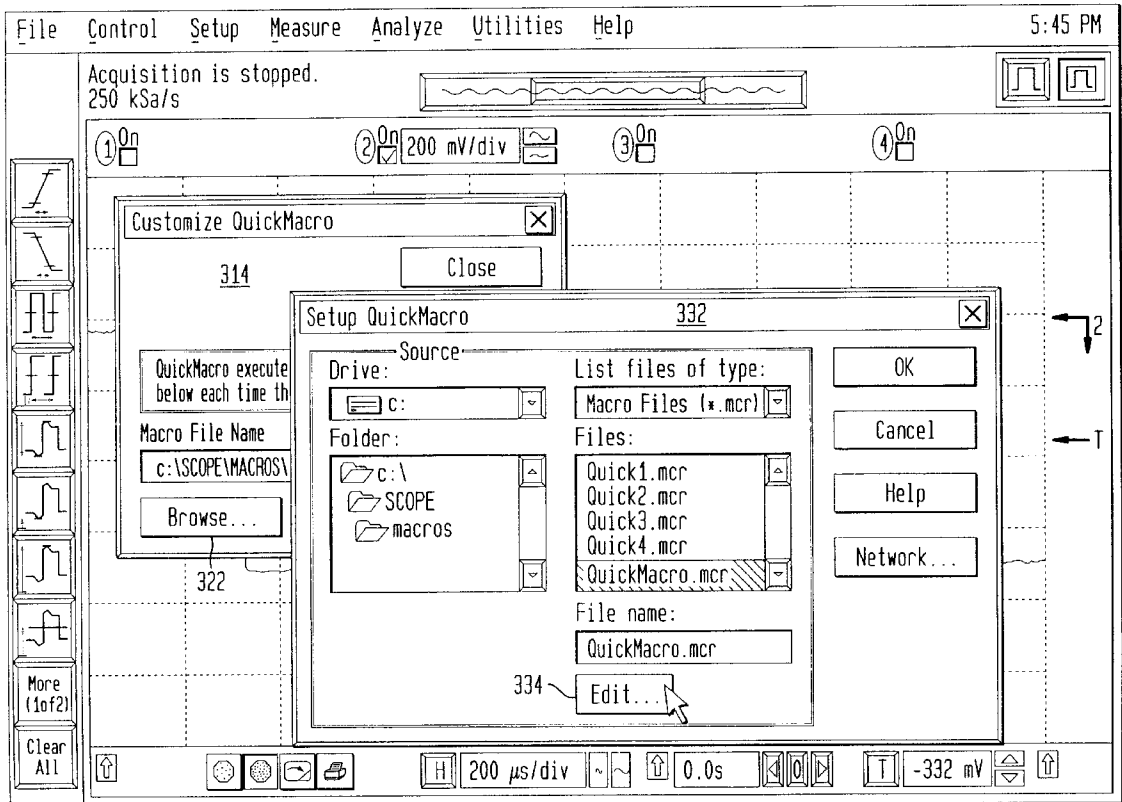 File Control Setup Measure Analyze Utilities Help 5:45 PM
Acquisition is stopped.
250 kSa/s
1 On 2 On 200 mV/div 3 On 4 On
Customize QuickMacro
314
Close
Setup QuickMacro 332
QuickMacro execute
below each time th
Macro File Name
c:\SCOPE\MACROS\
Browse...
322
Source
Drive:
c:
Folder:
c:\
SCOPE
macros
List files of type:
Macro Files (*.mcr)
Files:
Quick1.mcr
Quick2.mcr
Quick3.mcr
Quick4.mcr
QuickMacro.mcr
File name:
QuickMacro.mcr
334
Edit...
OK
Cancel
Help
Network...
2
T
More
(1of2)
Clear
All
H 200 μs/div 0.0s 0 T -332 mV